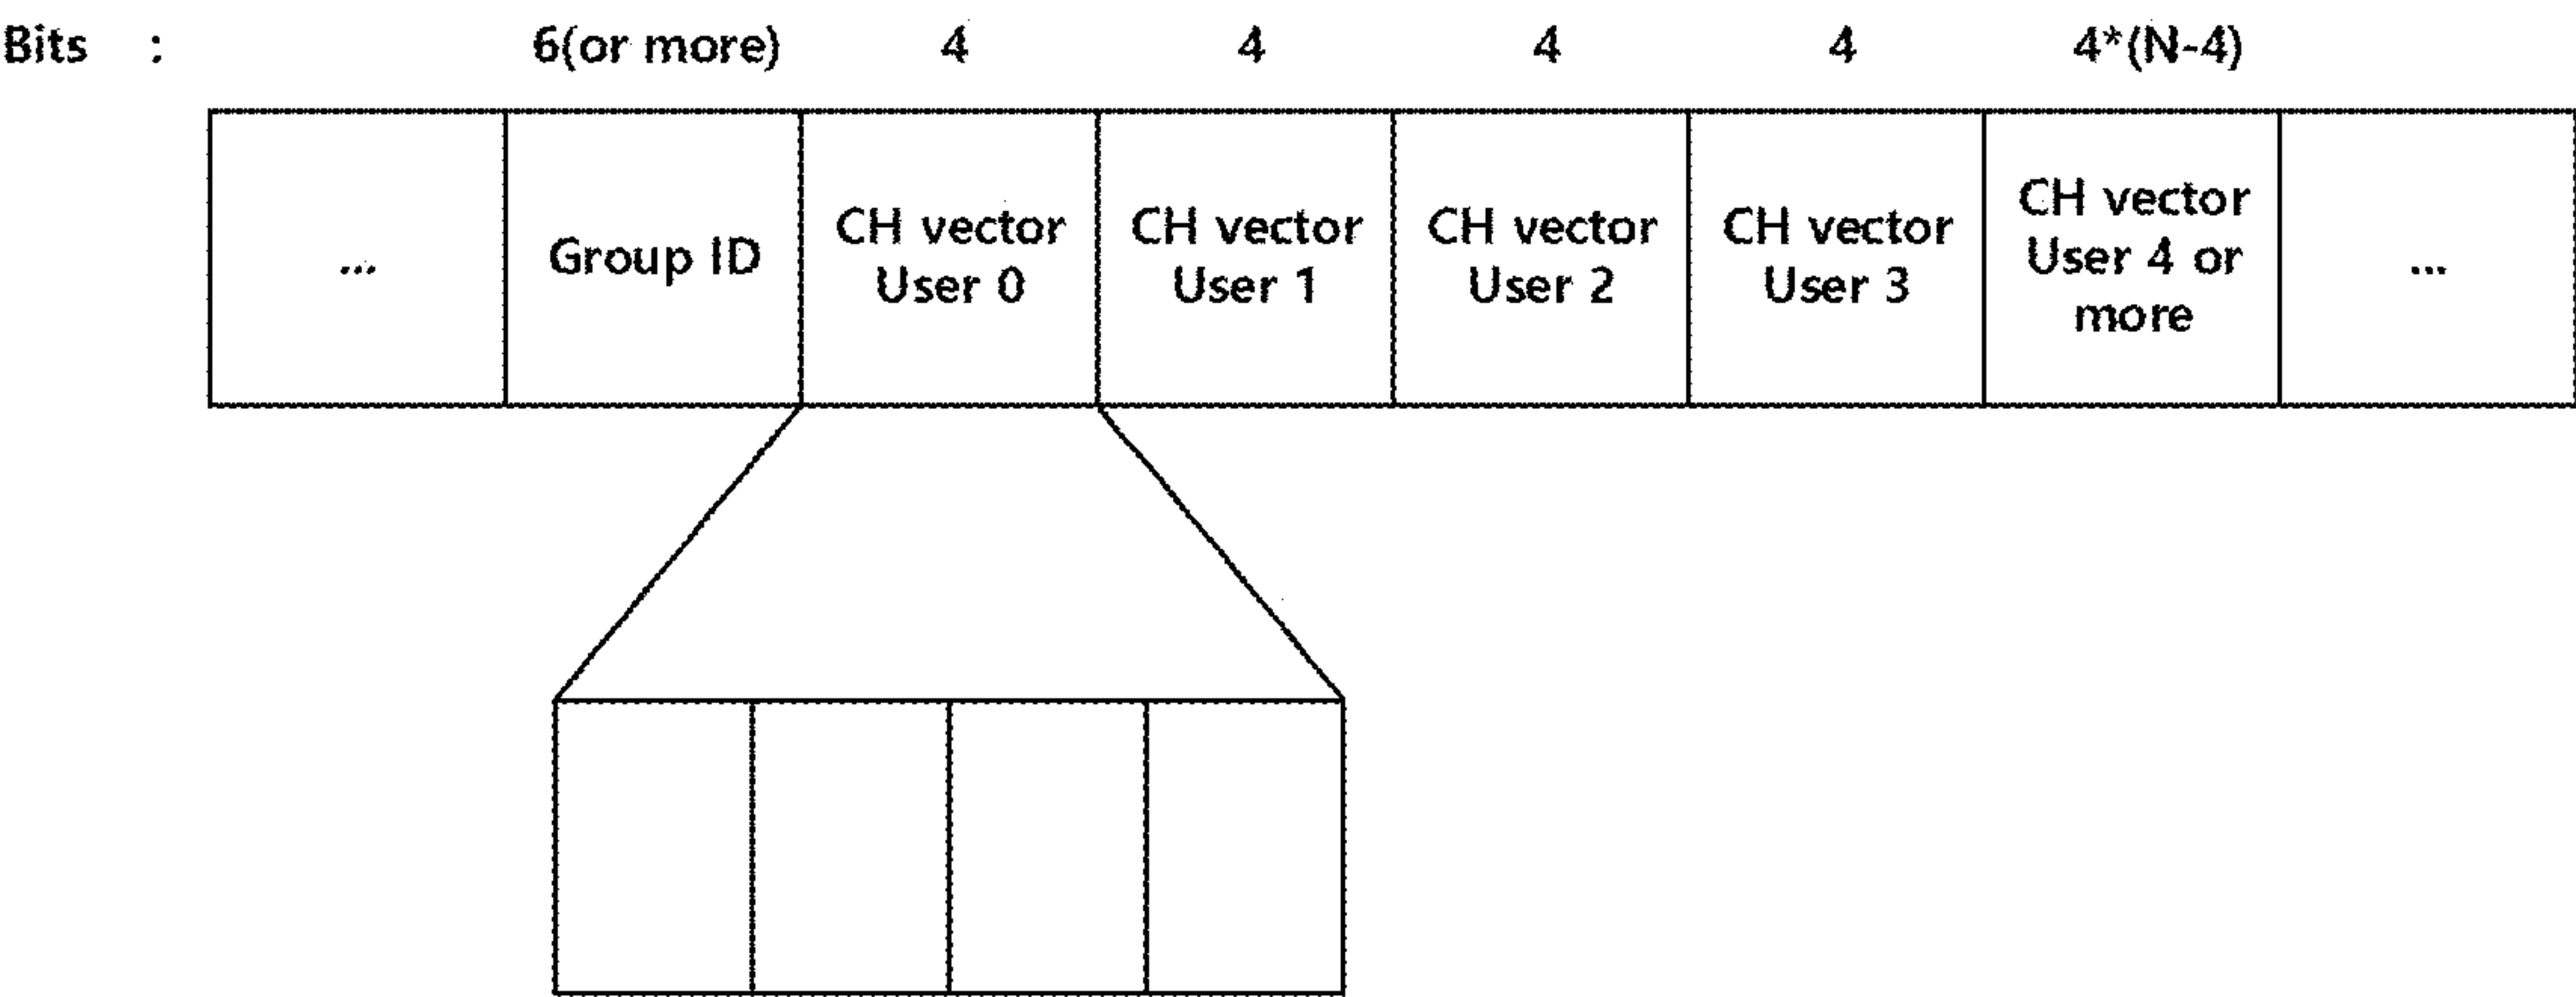 Bits : 6(or more) 4 4 4 4 4*(N-4)
... Group ID CH vector User 0 CH vector User 1 CH vector User 2 CH vector User 3 CH vector User 4 or more ...